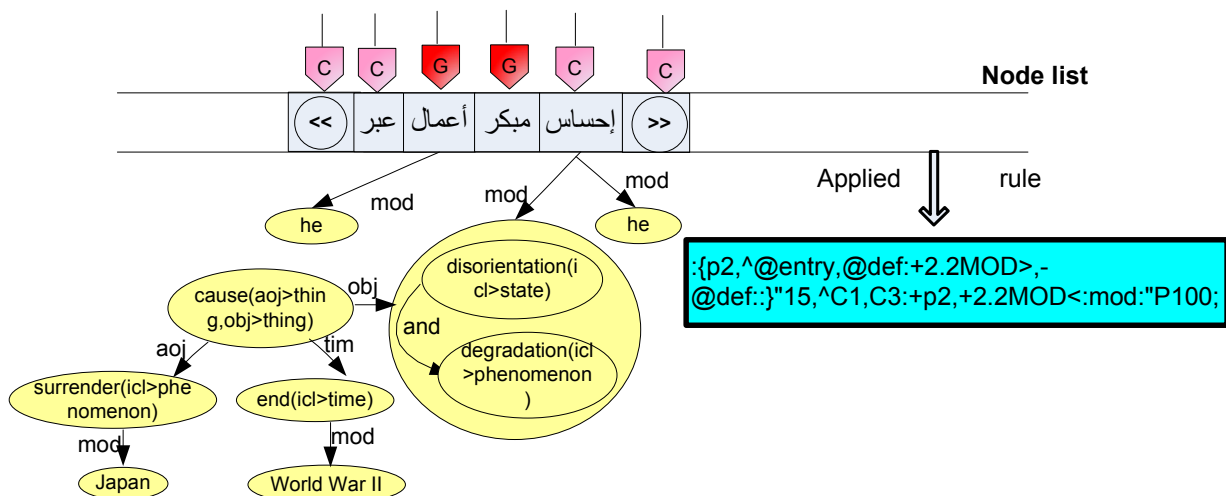 C C G G C C
Node list
<< عبر أعمال مبكر إحساس >>
mod
mod
mod
Applied rule
he
he
:{p2,^@entry,@def:+2.2MOD>,-
@def::}"15,^C1,C3:+p2,+2.2MOD<:mod:"P100;
disorientation(i
cl>state)
obj
cause(aoj>thin
g,obj>thing)
and
aoj
tim
degradation(icl
>phenomenon
)
surrender(icl>phe
nomenon)
end(icl>time)
mod
mod
Japan
World War II